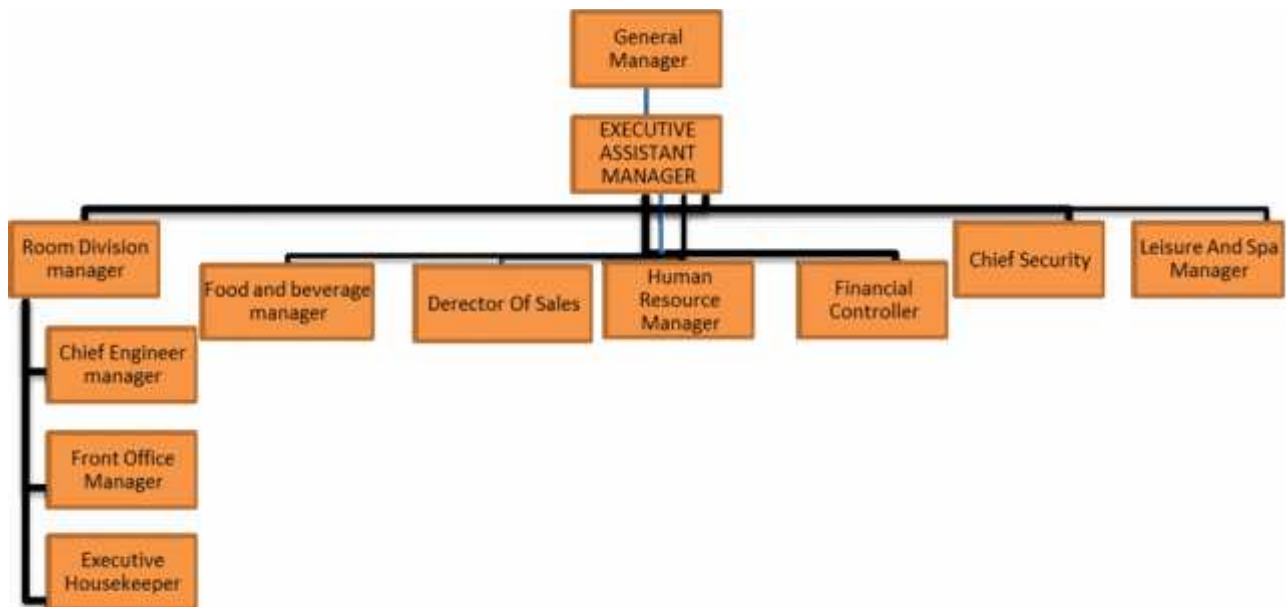 General
Manager
EXECUTIVE
ASSISTANT
MANAGER
Room Division
manager
Food and beverage
manager
Derector Of Sales
Human
Resource
Manager
Financial
Controller
Chief Security
Leisure And Spa
Manager
Chief Engineer
manager
Front Office
Manager
Executive
Housekeeper